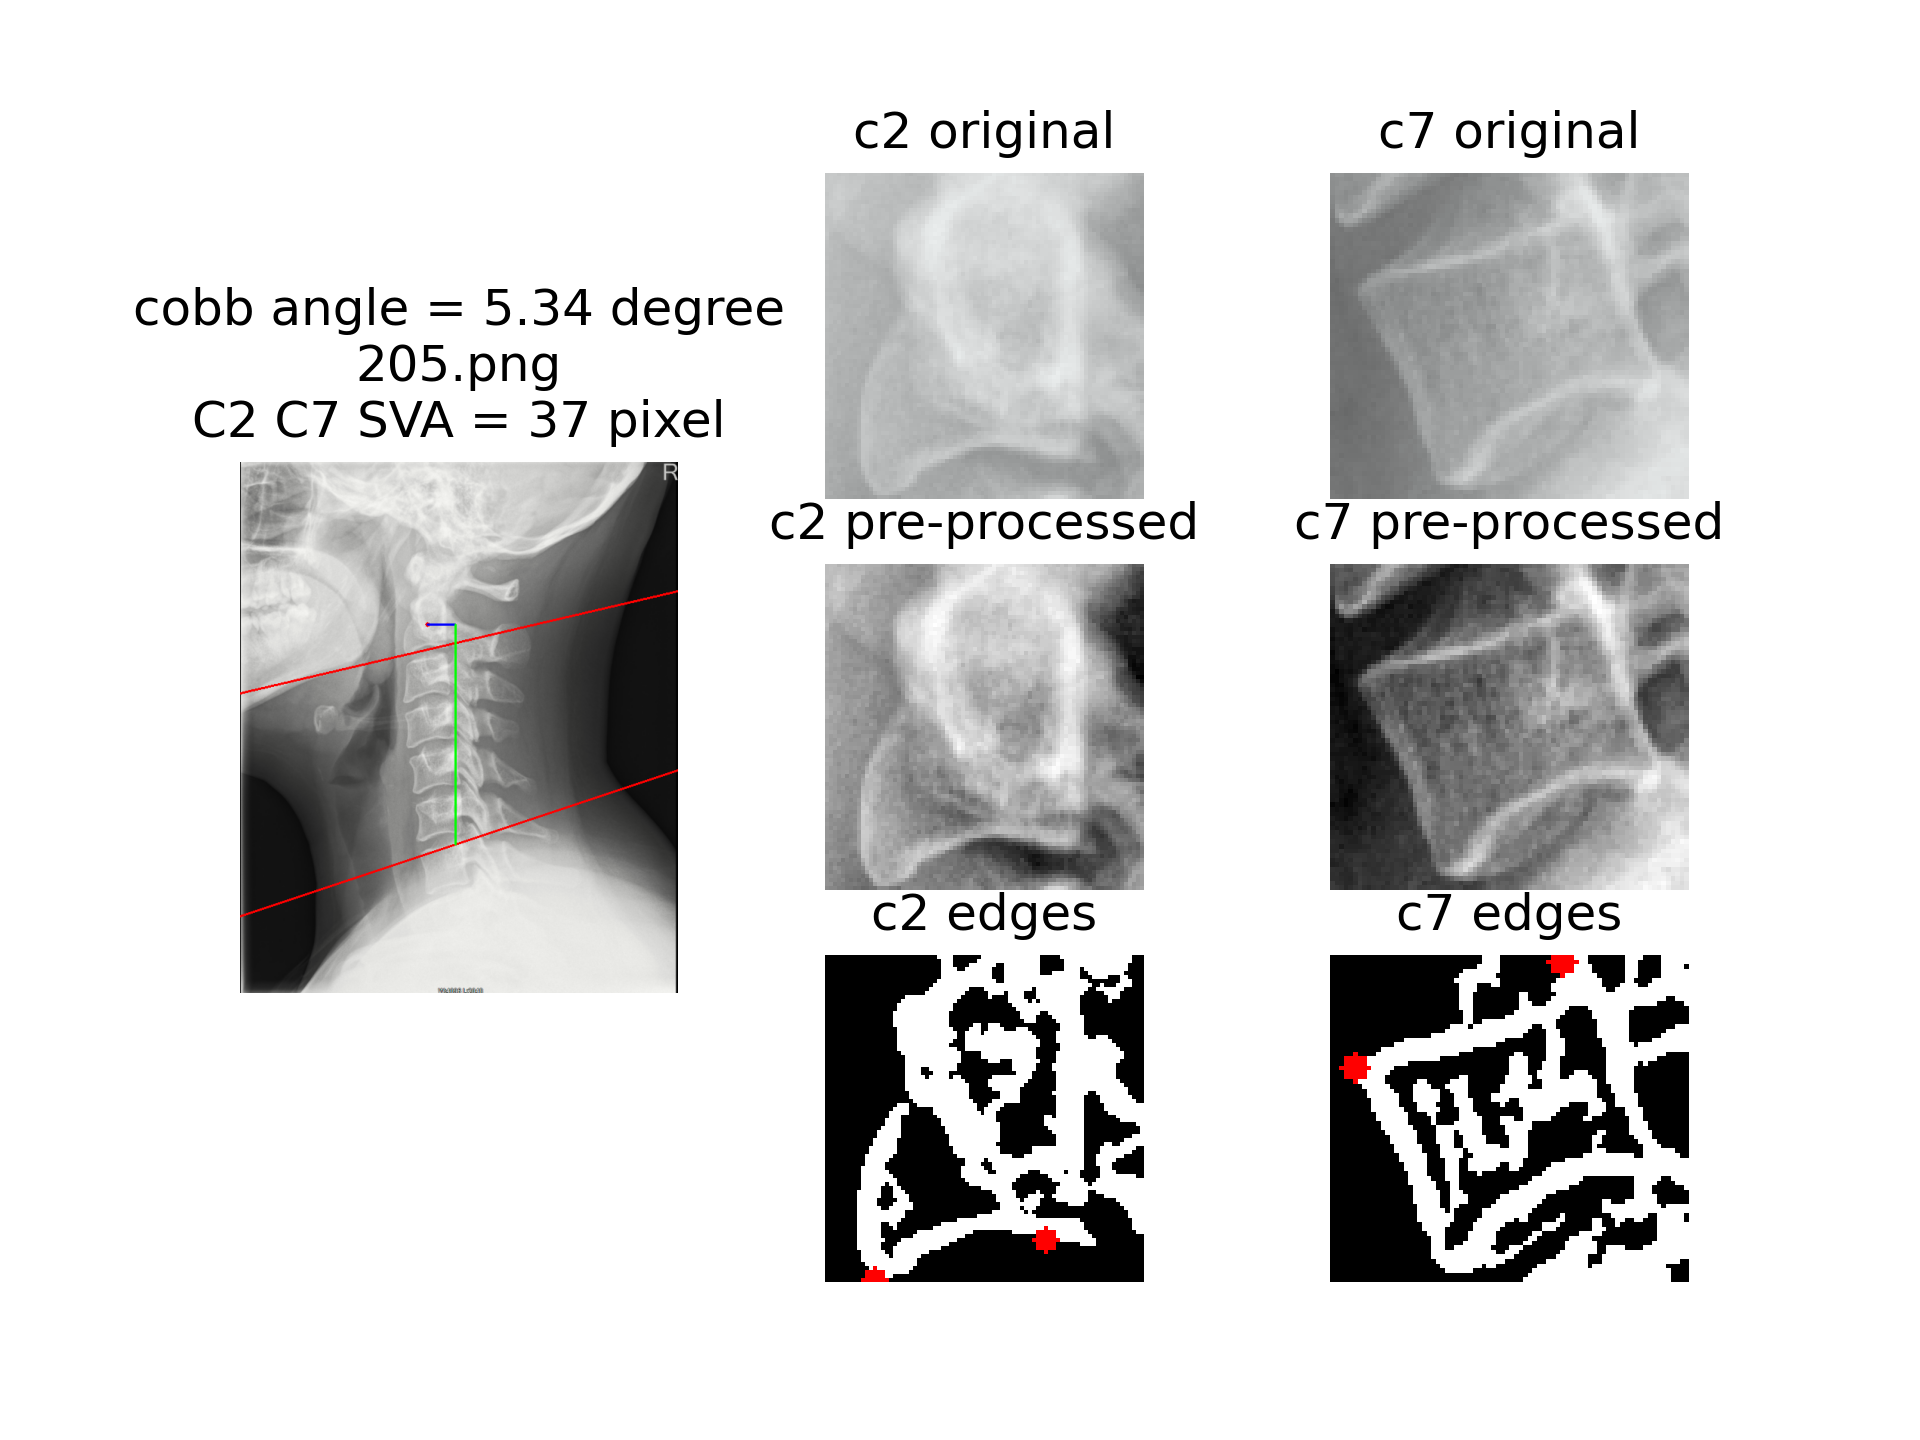 cobb angle = 5.34 degree
205.png
C2 C7 SVA = 37 pixel
R
c2 original
c7 original
c2 pre-processed
c7 pre-processed
c2 edges
c7 edges